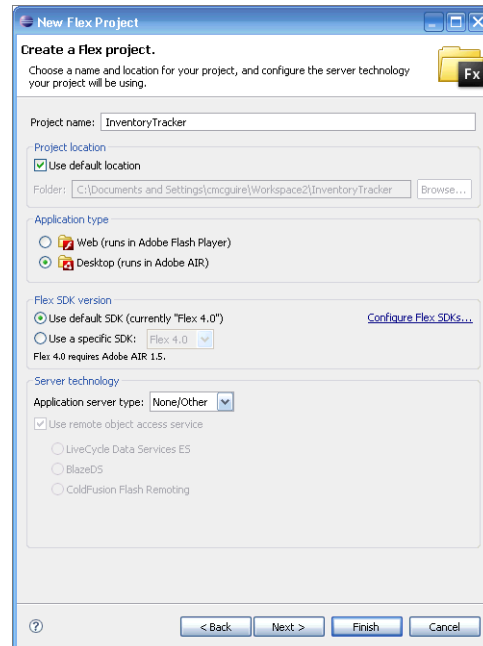 New Flex Project
Create a Flex project.
Choose a name and location for your project, and configure the server technology
your project will be using.
Fx
Project name: InventoryTracker
Project location
Use default location
Folder: C:\Documents and Settings\cmcguire\Workspace2\InventoryTracker Browse...
Application type
Web (runs in Adobe Flash Player)
Desktop (runs in Adobe AIR)
Flex SDK version
Use default SDK (currently "Flex 4.0") Configure Flex SDKs...
Use a specific SDK: Flex 4.0
Flex 4.0 requires Adobe AIR 1.5.
Server technology
Application server type: None/Other
Use remote object access service
LiveCycle Data Services ES
BlazeDS
ColdFusion Flash Remoting
? < Back Next > Finish Cancel